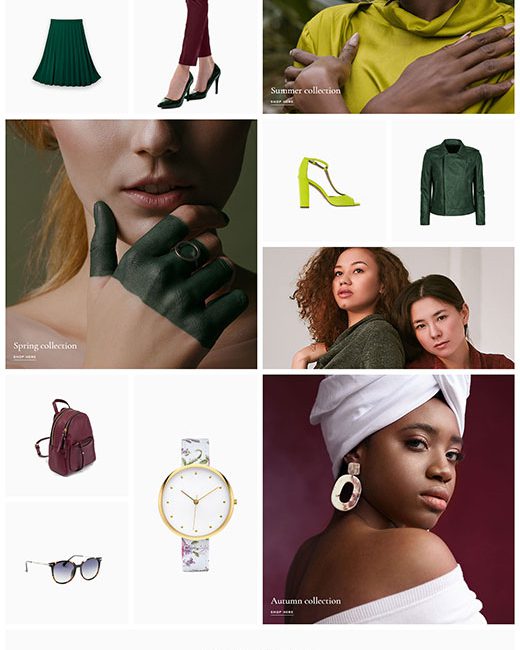 Summer collection
SHOP HERE
Spring collection
SHOP HERE
Autumn collection
SHOP HERE